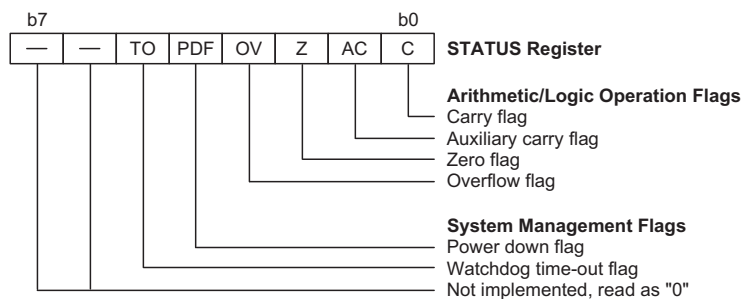 b7 b0
— — TO PDF OV Z AC C STATUS Register
Arithmetic/Logic Operation Flags
Carry flag
Auxiliary carry flag
Zero flag
Overflow flag
System Management Flags
Power down flag
Watchdog time-out flag
Not implemented, read as "0"